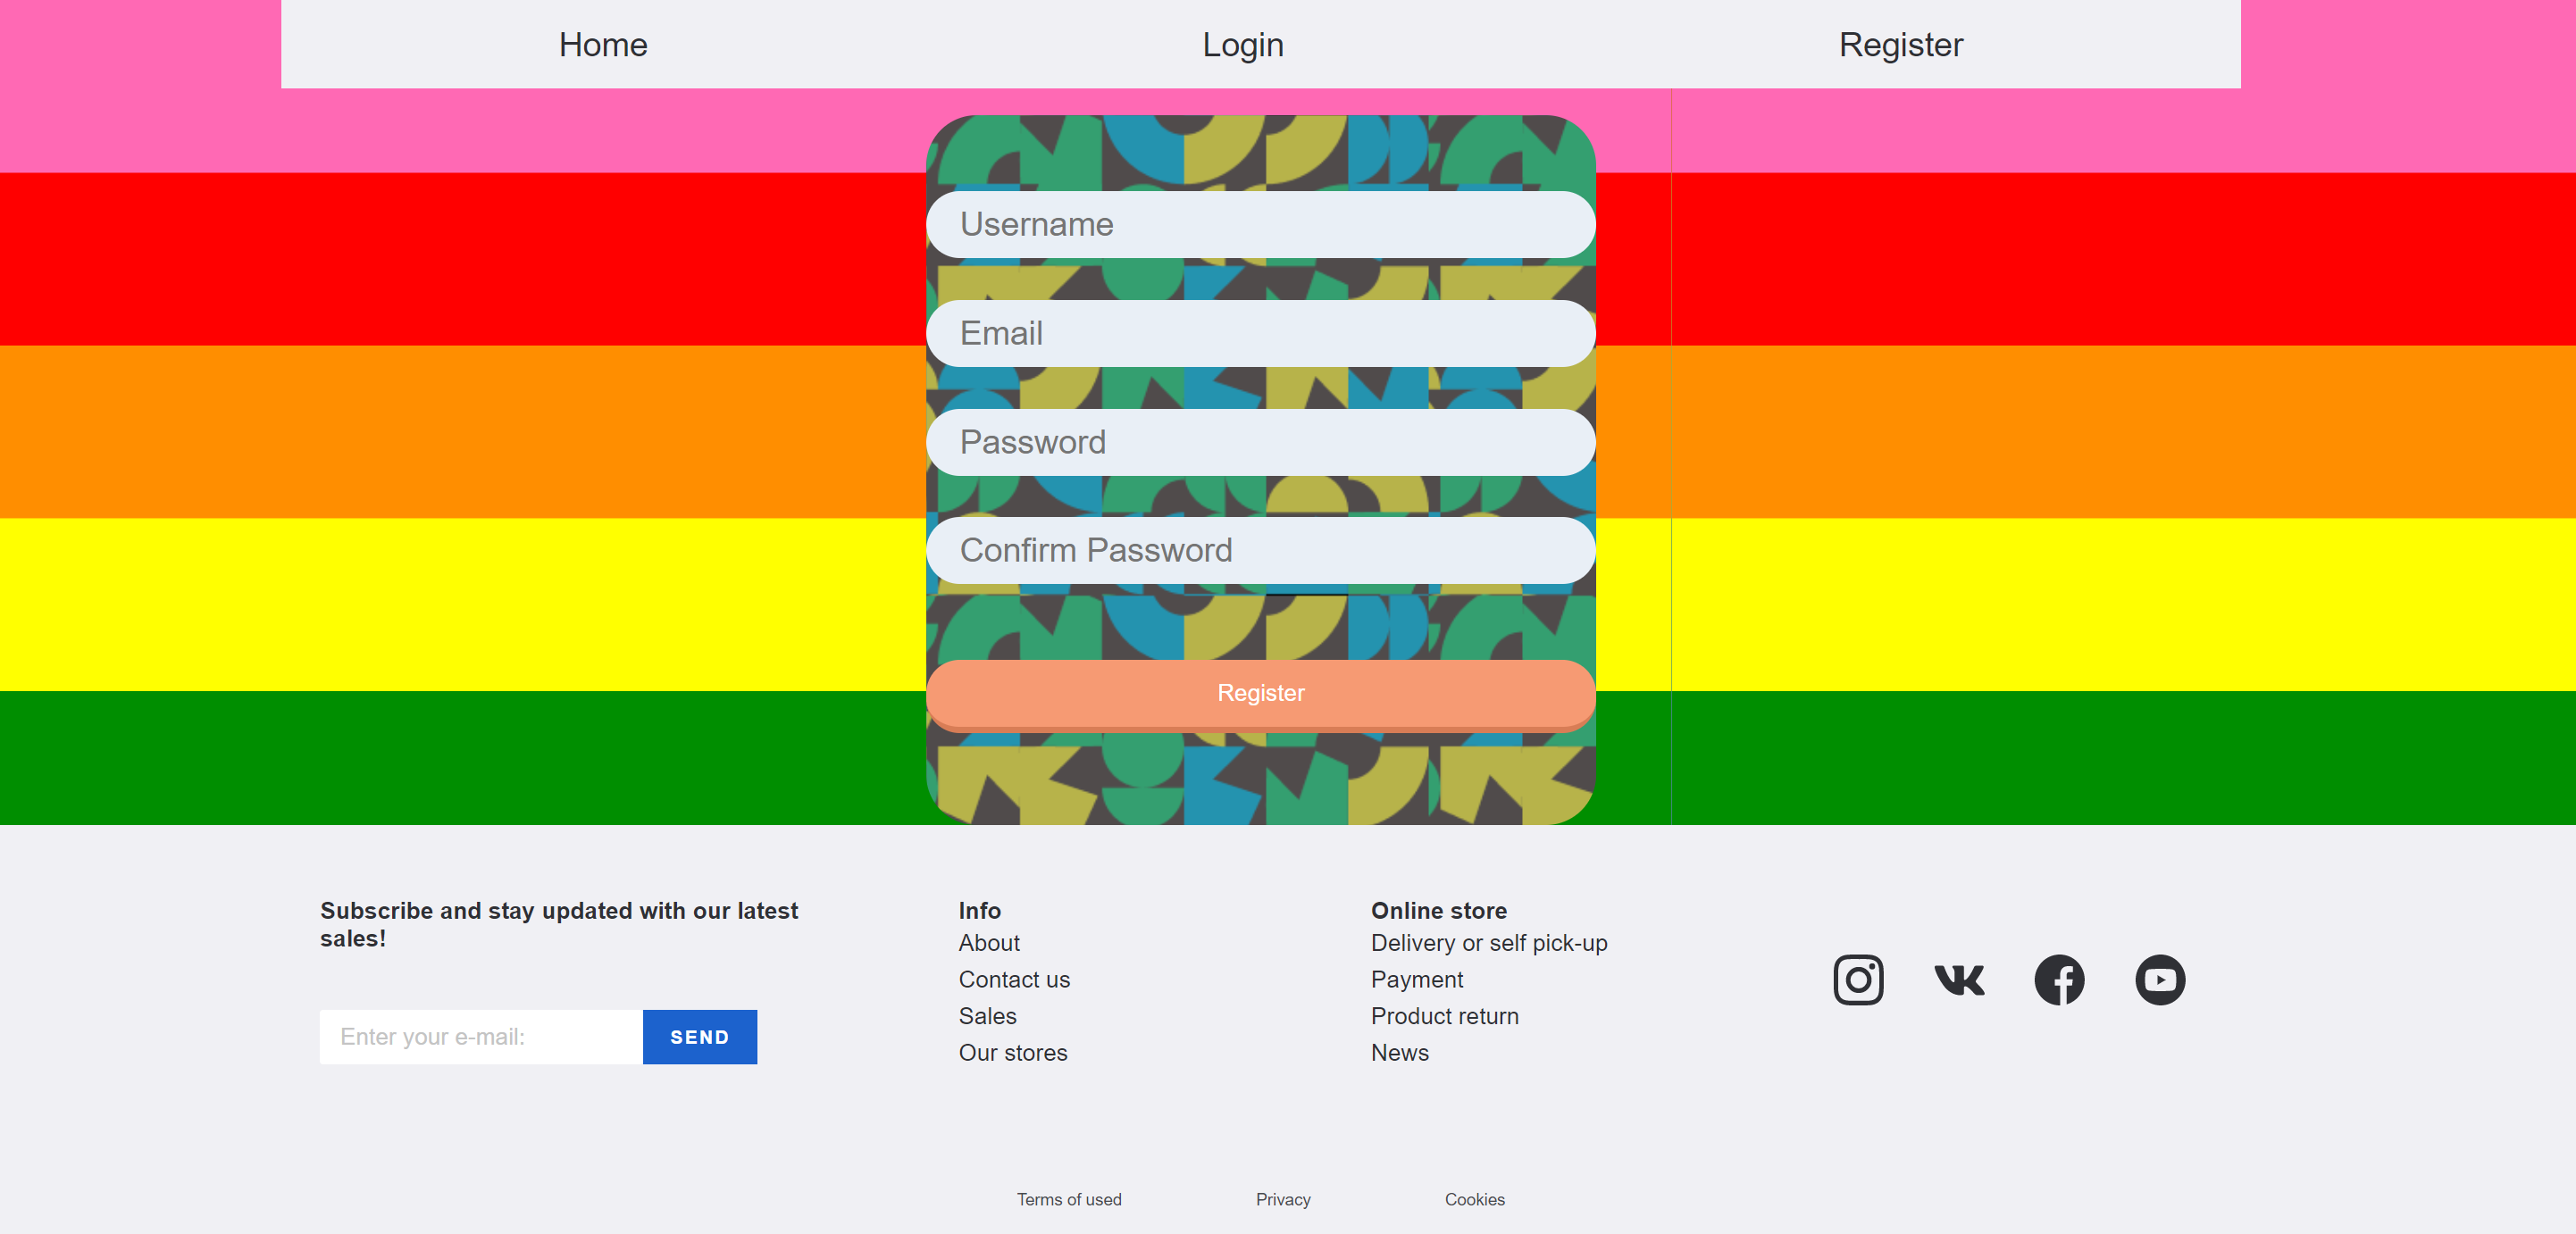 Home Login Register
Username
Email
Password
Confirm Password
Register
Subscribe and stay updated with our latest
sales!
Enter your e-mail: SEND
Info
About
Contact us
Sales
Our stores
Online store
Delivery or self pick-up
Payment
Product return
News
Terms of used Privacy Cookies